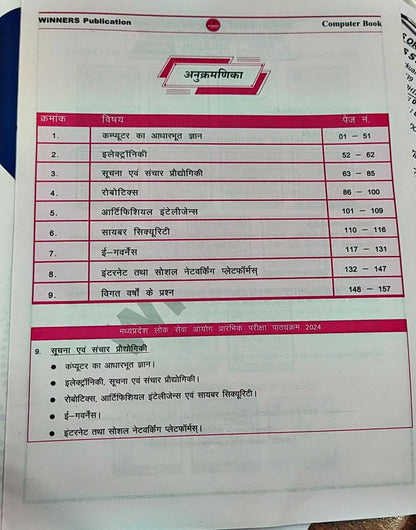 WiNNERS Publication Computer Book
अनुक्रमणिका
क्रमांक विषय पेज नं.
1. कम्प्यूटर का आधारभूत ज्ञान 01 – 51
2. इलेक्ट्रॉनिकी 52 – 62
3. सूचना एवं संचार प्रौद्योगिकी 63 – 85
4. रोबोटिक्स 86 – 100
5. आर्टिफिशियल इंटेलीजेन्स 101 – 109
6. सायबर सिक्यूरिटी 110 – 116
7. ई–गवर्नेंस 117 – 131
8. इंटरनेट तथा सोशल नेटवर्किंग प्लेटफॉर्मस् 132 – 147
9. विगत वर्षो के प्रश्न 148 – 157
मध्यप्रदेश लोक सेवा आयोग प्रारंभिक परीक्षा पाठ्यक्रम 2024
9. सूचना एवं संचार प्रौद्योगिकी
● कंप्यूटर का आधारभूत ज्ञान।
● इलेक्ट्रॉनिकी, सूचना एवं संचार प्रौद्योगिकी।
● रोबोटिक्स, आर्टिफिशियल इंटेलीजेन्स एवं सायबर सिक्यूरिटी।
● ई–गवर्नेंस।
● इंटरनेट तथा सोशल नेटवर्किंग प्लेटफॉर्मस्।